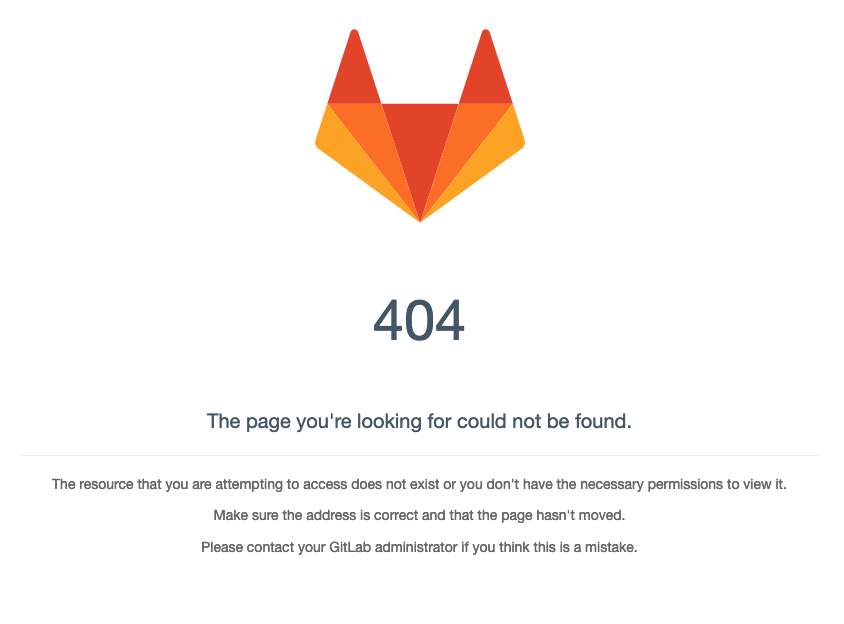 404
The page you're looking for could not be found.
The resource that you are attempting to access does not exist or you don't have the necessary permissions to view it.
Make sure the address is correct and that the page hasn't moved.
Please contact your GitLab administrator if you think this is a mistake.